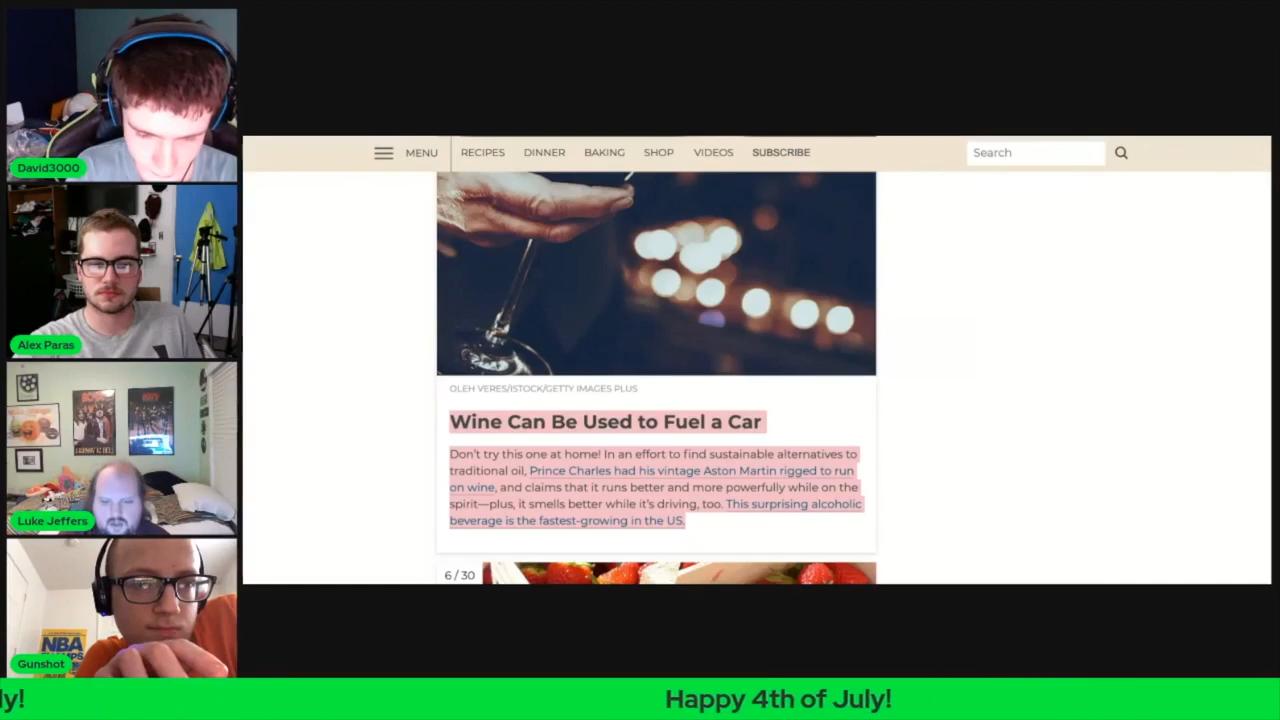 David3000
Alex Paras
Luke Jeffers
NBA
Gunshot
MENU
RECIPES
DINNER
BAKING
SHOP
VIDEOS
SUBSCRIBE
Search
OLEH VERES/ISTOCK/GETTY IMAGES PLUS
Wine Can Be Used to Fuel a Car
Don't try this one at home! In an effort to find sustainable alternatives to
traditional oil, Prince Charles had his vintage Aston Martin rigged to run
on wine, and claims that it runs better and more powerfully while on the
spirit—plus, it smells better while it's driving, too. This surprising alcoholic
beverage is the fastest-growing in the US.
6 / 30
ly!
Happy 4th of July!